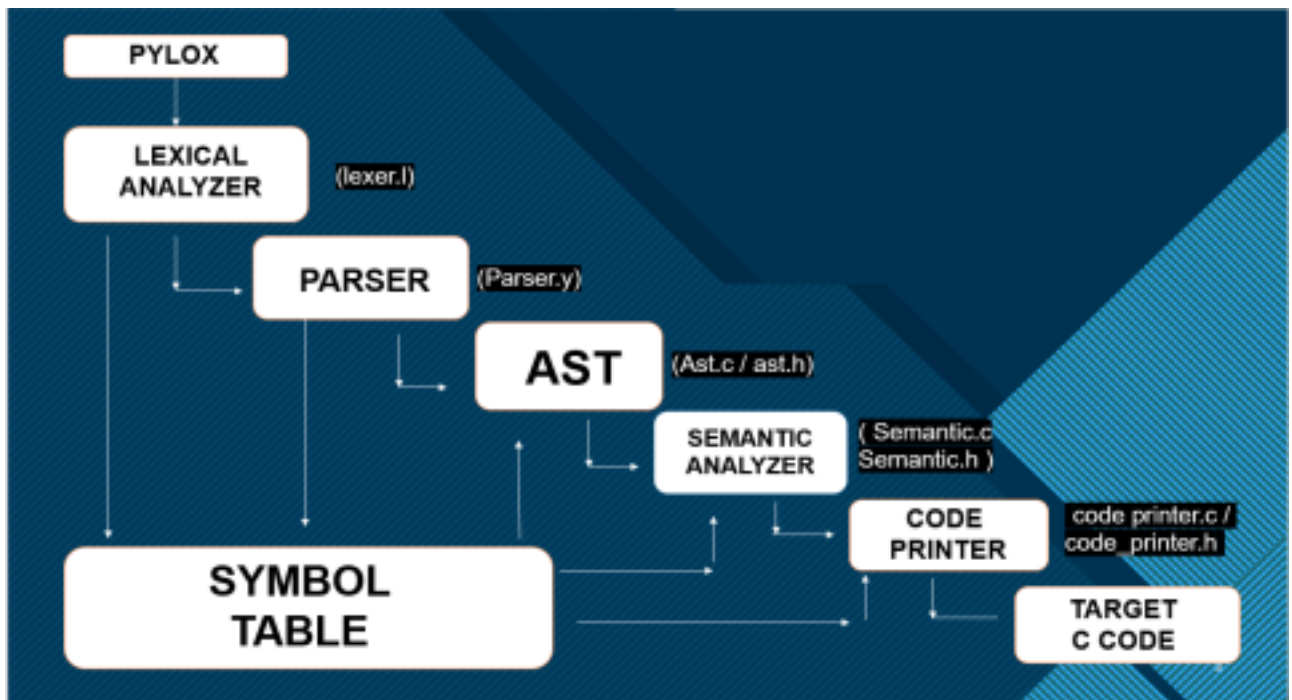 PYLOX
LEXICAL
ANALYZER
(lexer.l)
PARSER
(Parser.y)
AST
(Ast.c / ast.h)
SEMANTIC
ANALYZER
( Semantic.c
Semantic.h )
CODE
PRINTER
code printer.c /
code_printer.h
SYMBOL
TABLE
TARGET
C CODE